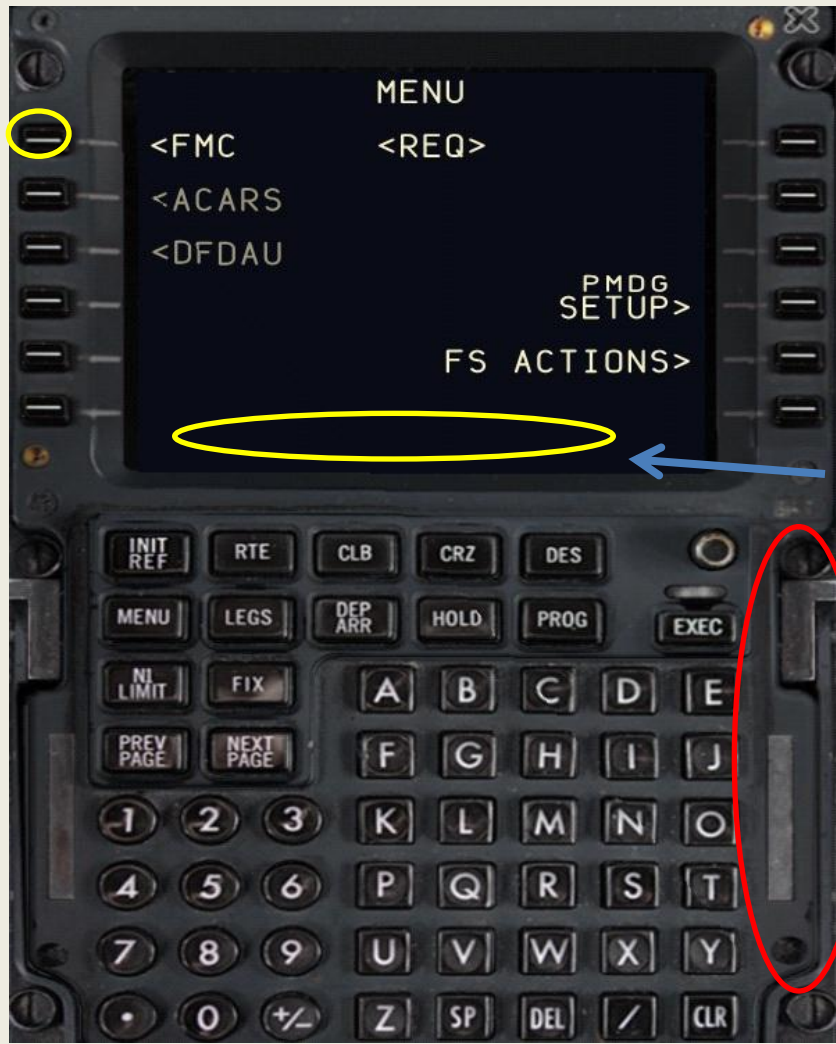 MENU
<FMC <REQ>
<ACARS
<DFDAU
PMDG
SETUP>
FS ACTIONS>
INIT REF RTE CLB CRZ DES
MENU LEGS DEP ARR HOLD PROG EXEC
N1 LIMIT FIX A B C D E
PREV PAGE NEXT PAGE F G H I J
1 2 3 K L M N O
4 5 6 P Q R S T
7 8 9 U V W X Y
. 0 +/- Z SP DEL / CLR